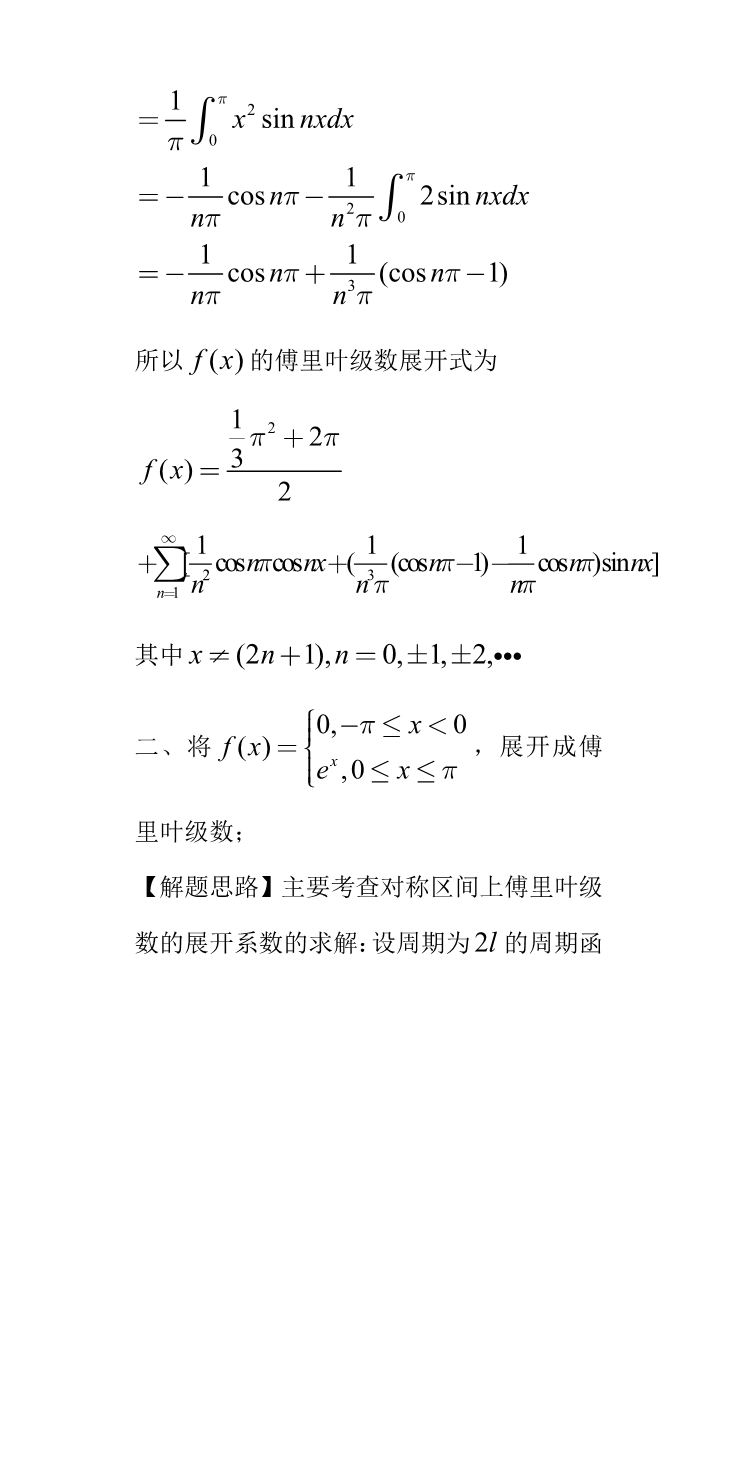 = \frac{1}{\pi} \int_0^{\pi} x^2 \sin nxdx
= -\frac{1}{n\pi} \cos n\pi - \frac{1}{n^2\pi} \int_0^{\pi} 2 \sin nxdx
= -\frac{1}{n\pi} \cos n\pi + \frac{1}{n^3\pi} (\cos n\pi - 1)
所以 f(x) 的傅里叶级数展开式为
f(x) = \frac{\frac{1}{3}\pi^2 + 2\pi}{2}
+ \sum_{n=1}^{\infty} [\frac{1}{n^2} \cos n\pi \cos nx + (\frac{1}{n^3\pi} (\cos n\pi - 1) - \frac{1}{n\pi} \cos n\pi) \sin nx]
其中 x ≠ (2n+1), n = 0, ±1, ±2,•••
二、将 f(x) = \begin{cases} 0, -\pi ≤ x < 0 \\ e^x, 0 ≤ x ≤ \pi \end{cases} ，展开成傅
里叶级数；
【解题思路】主要考查对称区间上傅里叶级
数的展开系数的求解：设周期为 2l 的周期函